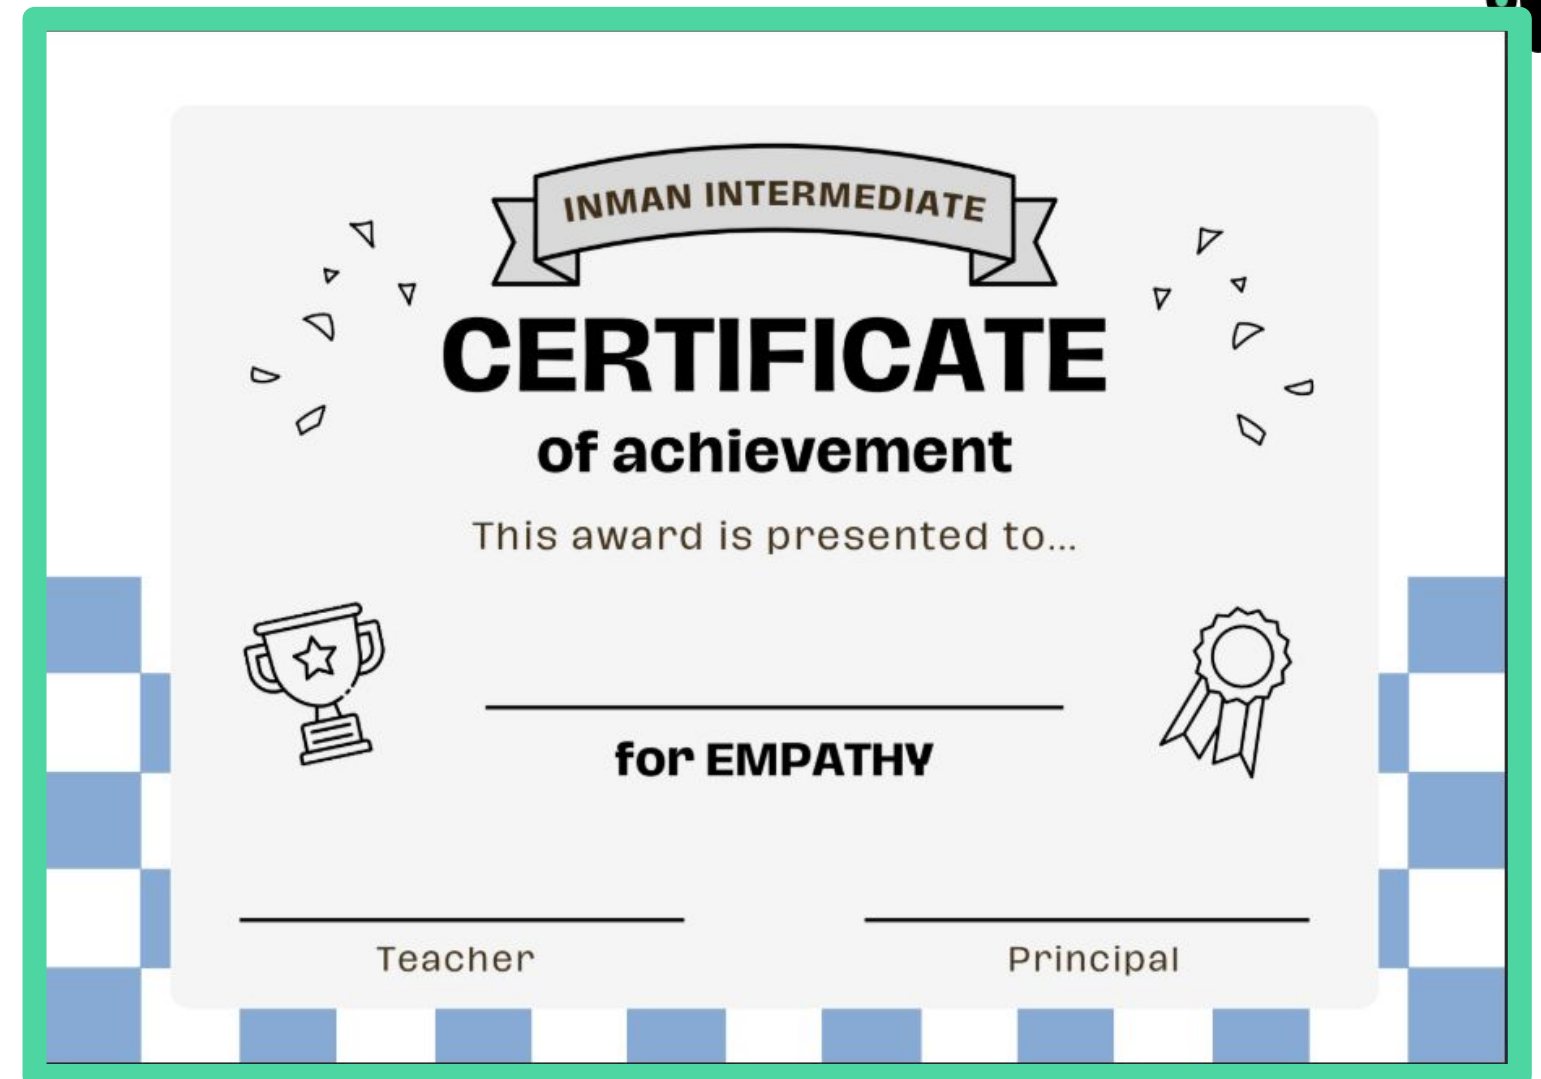 INMAN INTERMEDIATE
CERTIFICATE
of achievement
This award is presented to...
for EMPATHY
Teacher
Principal